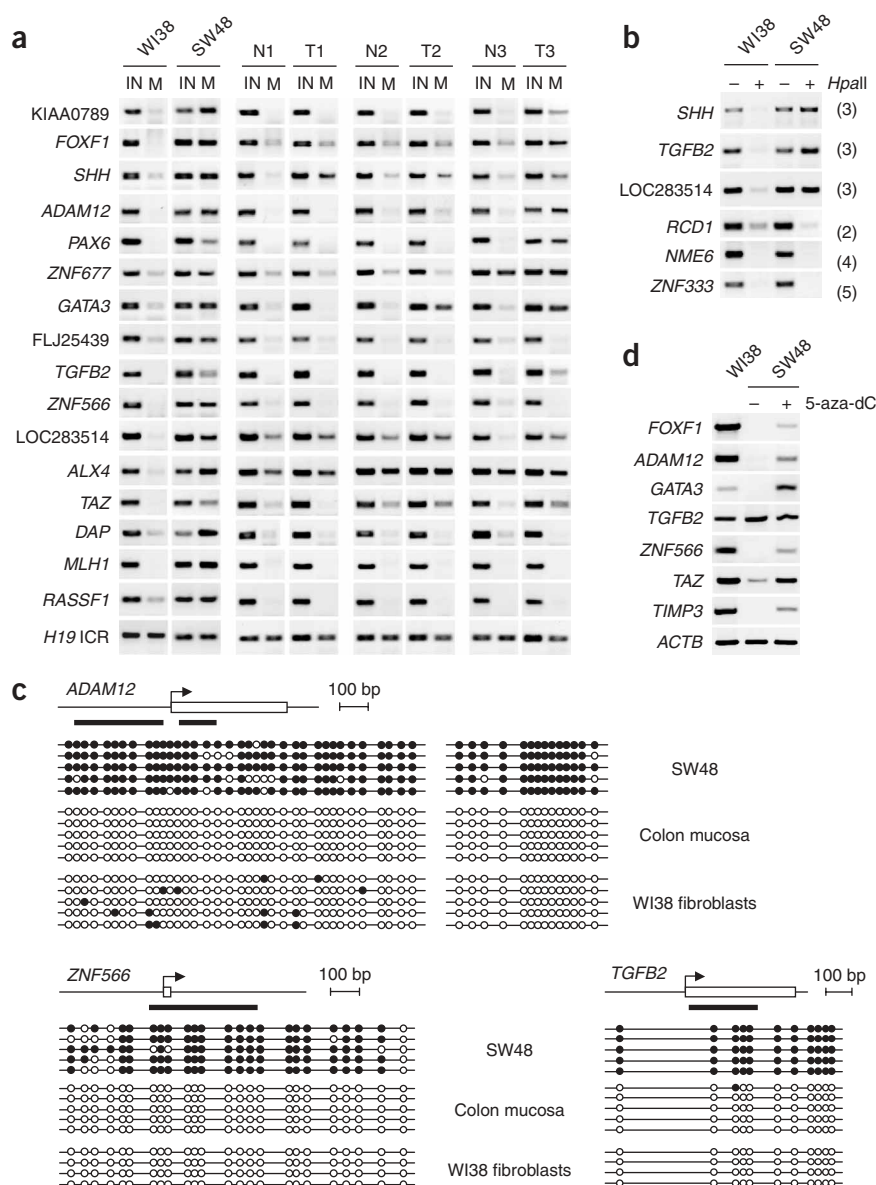 a
WI38 SW48 N1 T1 N2 T2 N3 T3
IN M IN M IN M IN M IN M IN M IN M IN M
KIAA0789
FOXF1
SHH
ADAM12
PAX6
ZNF677
GATA3
FLJ25439
TGFB2
ZNF566
LOC283514
ALX4
TAZ
DAP
MLH1
RASSF1
H19 ICR
b
WI38 SW48
– + – + HpaII
SHH (3)
TGFB2 (3)
LOC283514 (3)
RCD1 (2)
NME6 (4)
ZNF333 (5)
d
WI38 SW48
– + 5-aza-dC
FOXF1
ADAM12
GATA3
TGFB2
ZNF566
TAZ
TIMP3
ACTB
c
ADAM12 100 bp
SW48
Colon mucosa
WI38 fibroblasts
ZNF566 100 bp
TGFB2 100 bp
SW48
Colon mucosa
WI38 fibroblasts